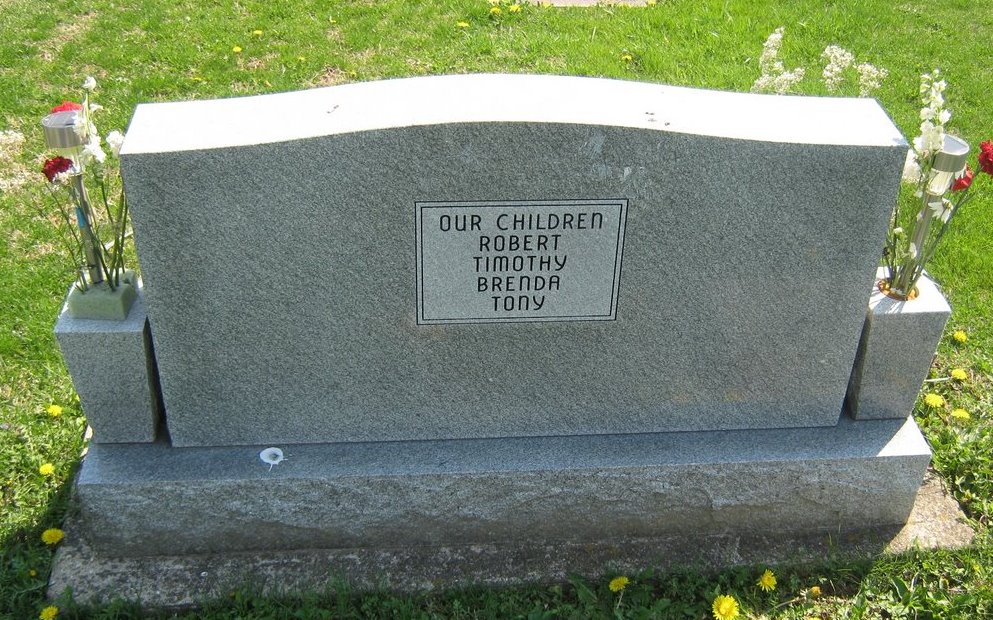 OUR CHILDREN
ROBERT
TIMOTHY
BRENDA
TONY